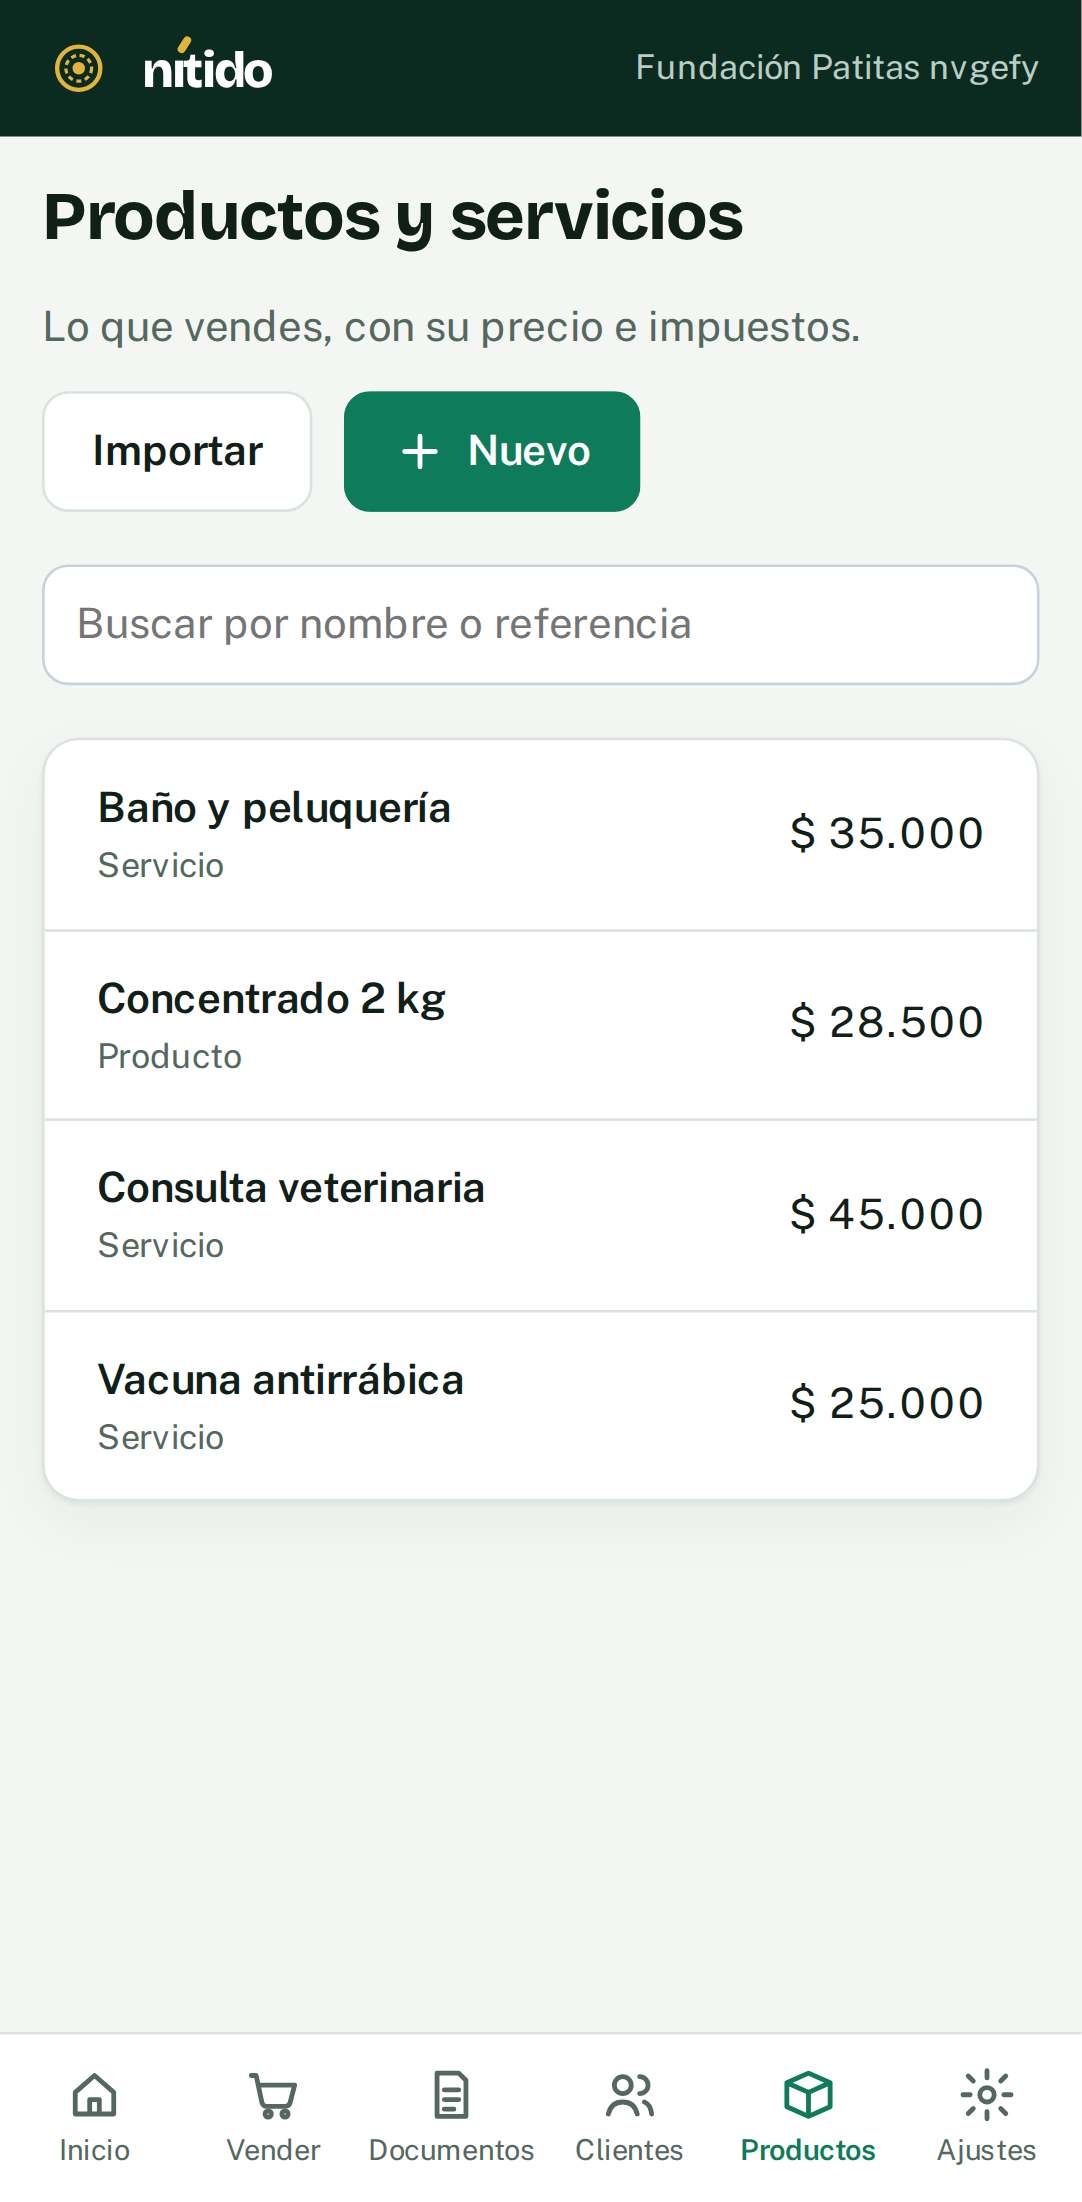 nítido
Fundación Patitas nvgefy
Productos y servicios
Lo que vendes, con su precio e impuestos.
Importar
+ Nuevo
Buscar por nombre o referencia
Baño y peluquería
Servicio
$ 35.000
Concentrado 2 kg
Producto
$ 28.500
Consulta veterinaria
Servicio
$ 45.000
Vacuna antirrábica
Servicio
$ 25.000
Inicio
Vender
Documentos
Clientes
Productos
Ajustes